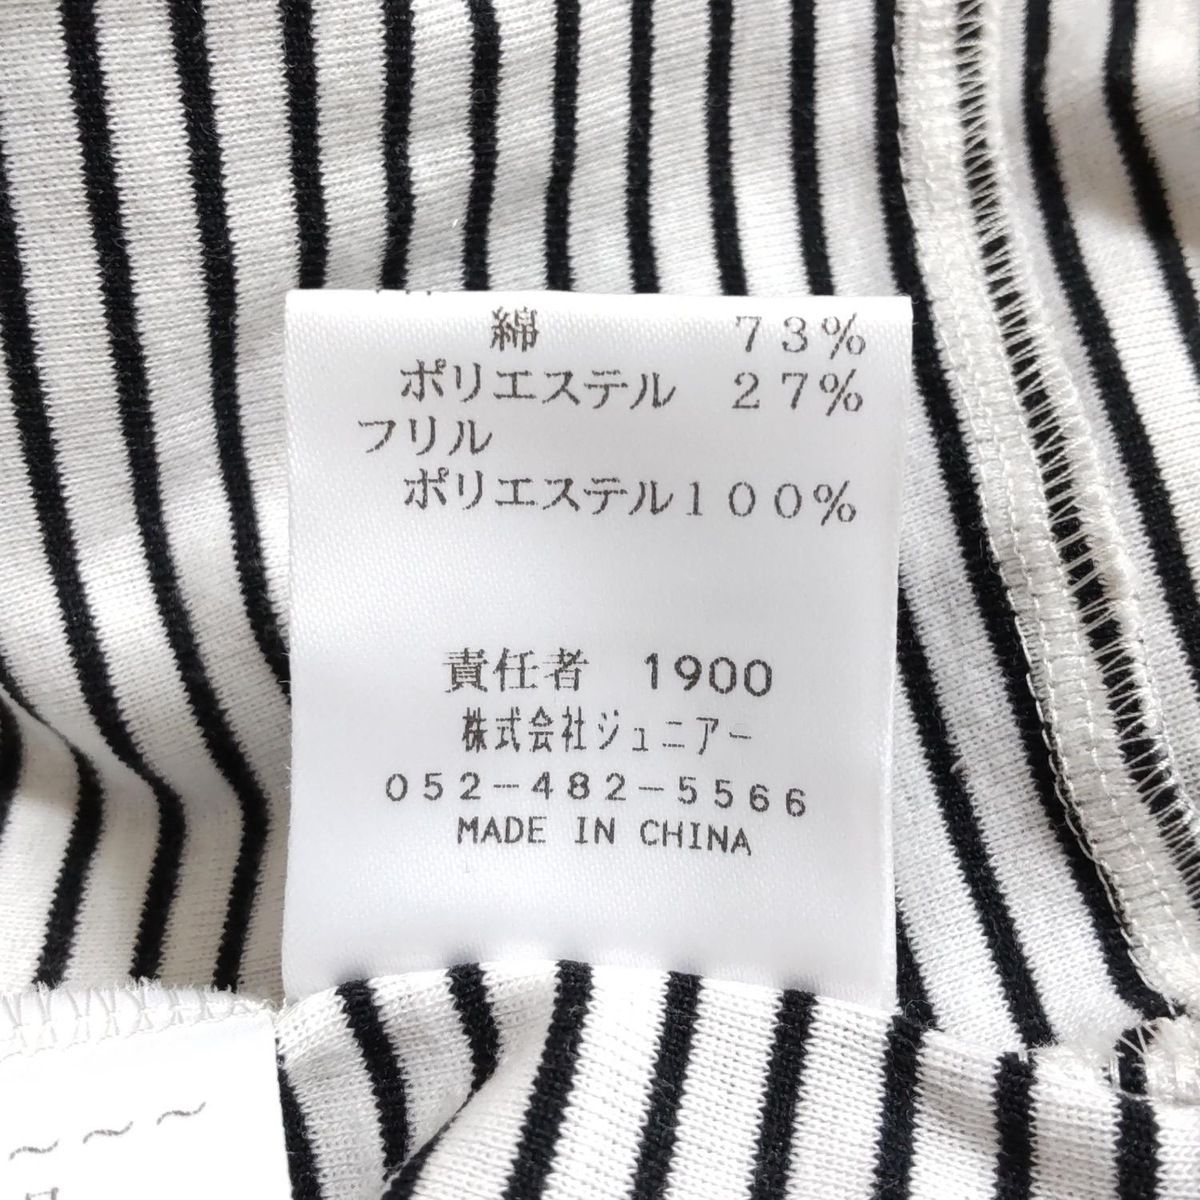 綿 73%
ポリエステル 27%
フリル
ポリエステル100%
責任者 1900
株式会社ジュニアー
052-482-5566
MADE IN CHINA